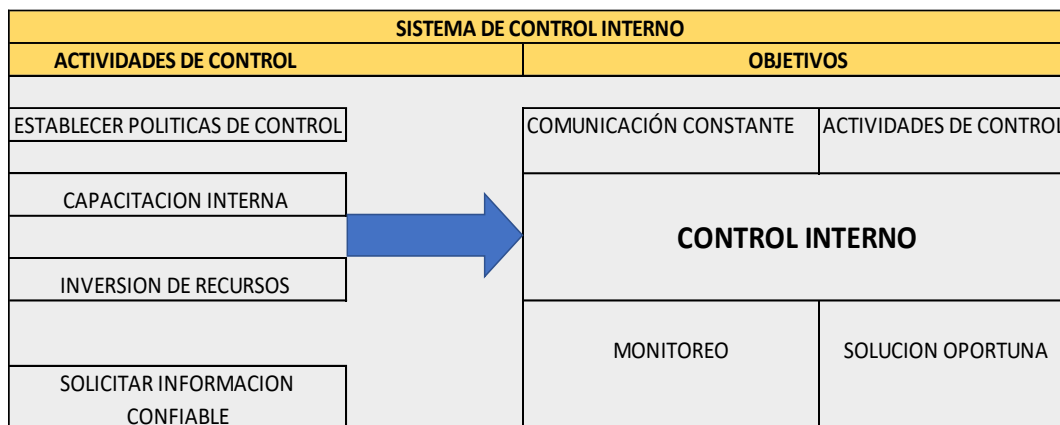 SISTEMA DE CONTROL INTERNO
ACTIVIDADES DE CONTROL
OBJETIVOS
ESTABLECER POLITICAS DE CONTROL
CAPACITACION INTERNA
INVERSION DE RECURSOS
SOLICITAR INFORMACION
CONFIABLE
COMUNICACIÓN CONSTANTE
ACTIVIDADES DE CONTROL
CONTROL INTERNO
MONITOREO
SOLUCION OPORTUNA